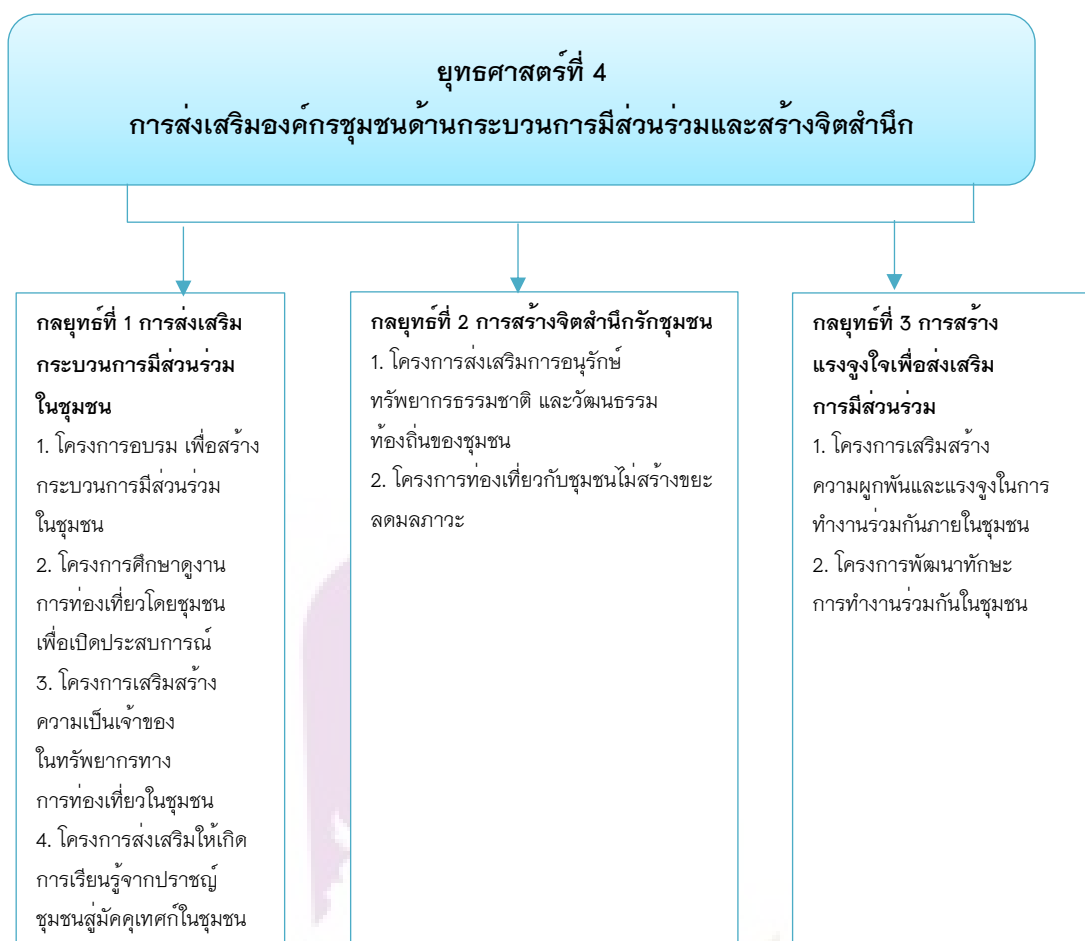 ยุทธศาสตร์ที่ 4
การส่งเสริมองค์กรชุมชนด้านกระบวนการมีส่วนร่วมและสร้างจิตสำนึก
กลยุทธ์ที่ 1 การส่งเสริม
กระบวนการมีส่วนร่วม
ในชุมชน
1. โครงการอบรม เพื่อสร้าง
กระบวนการมีส่วนร่วม
ในชุมชน
2. โครงการศึกษาดูงาน
การท่องเที่ยวโดยชุมชน
เพื่อเปิดประสบการณ์
3. โครงการเสริมสร้าง
ความเป็นเจ้าของ
ในทรัพยากรทาง
การท่องเที่ยวในชุมชน
4. โครงการส่งเสริมให้เกิด
การเรียนรู้จากปราชญ์
ชุมชนสู่มัคคุเทศก์ในชุมชน
กลยุทธ์ที่ 2 การสร้างจิตสำนึกรักชุมชน
1. โครงการส่งเสริมการอนุรักษ์
ทรัพยากรธรรมชาติ และวัฒนธรรม
ท้องถิ่นของชุมชน
2. โครงการท่องเที่ยวกับชุมชนไม่สร้างขยะ
ลดมลภาวะ
กลยุทธ์ที่ 3 การสร้าง
แรงจูงใจเพื่อส่งเสริม
การมีส่วนร่วม
1. โครงการเสริมสร้าง
ความผูกพันและแรงจูงในการ
ทำงานร่วมกันภายในชุมชน
2. โครงการพัฒนาทักษะ
การทำงานร่วมกันในชุมชน